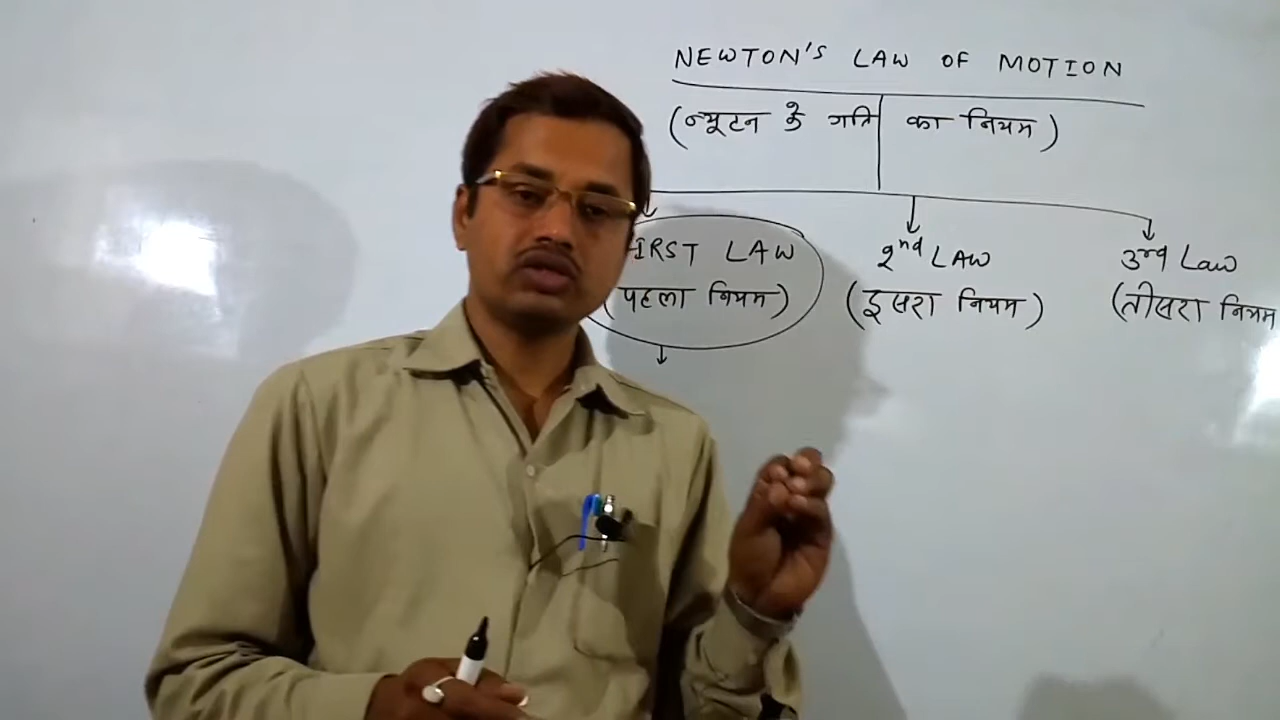 NEWTON'S LAW OF MOTION
(न्यूटन के गति का नियम)
FIRST LAW
(पहला नियम)
2nd LAW
(दूसरा नियम)
3rd Law
(तीसरा नियम